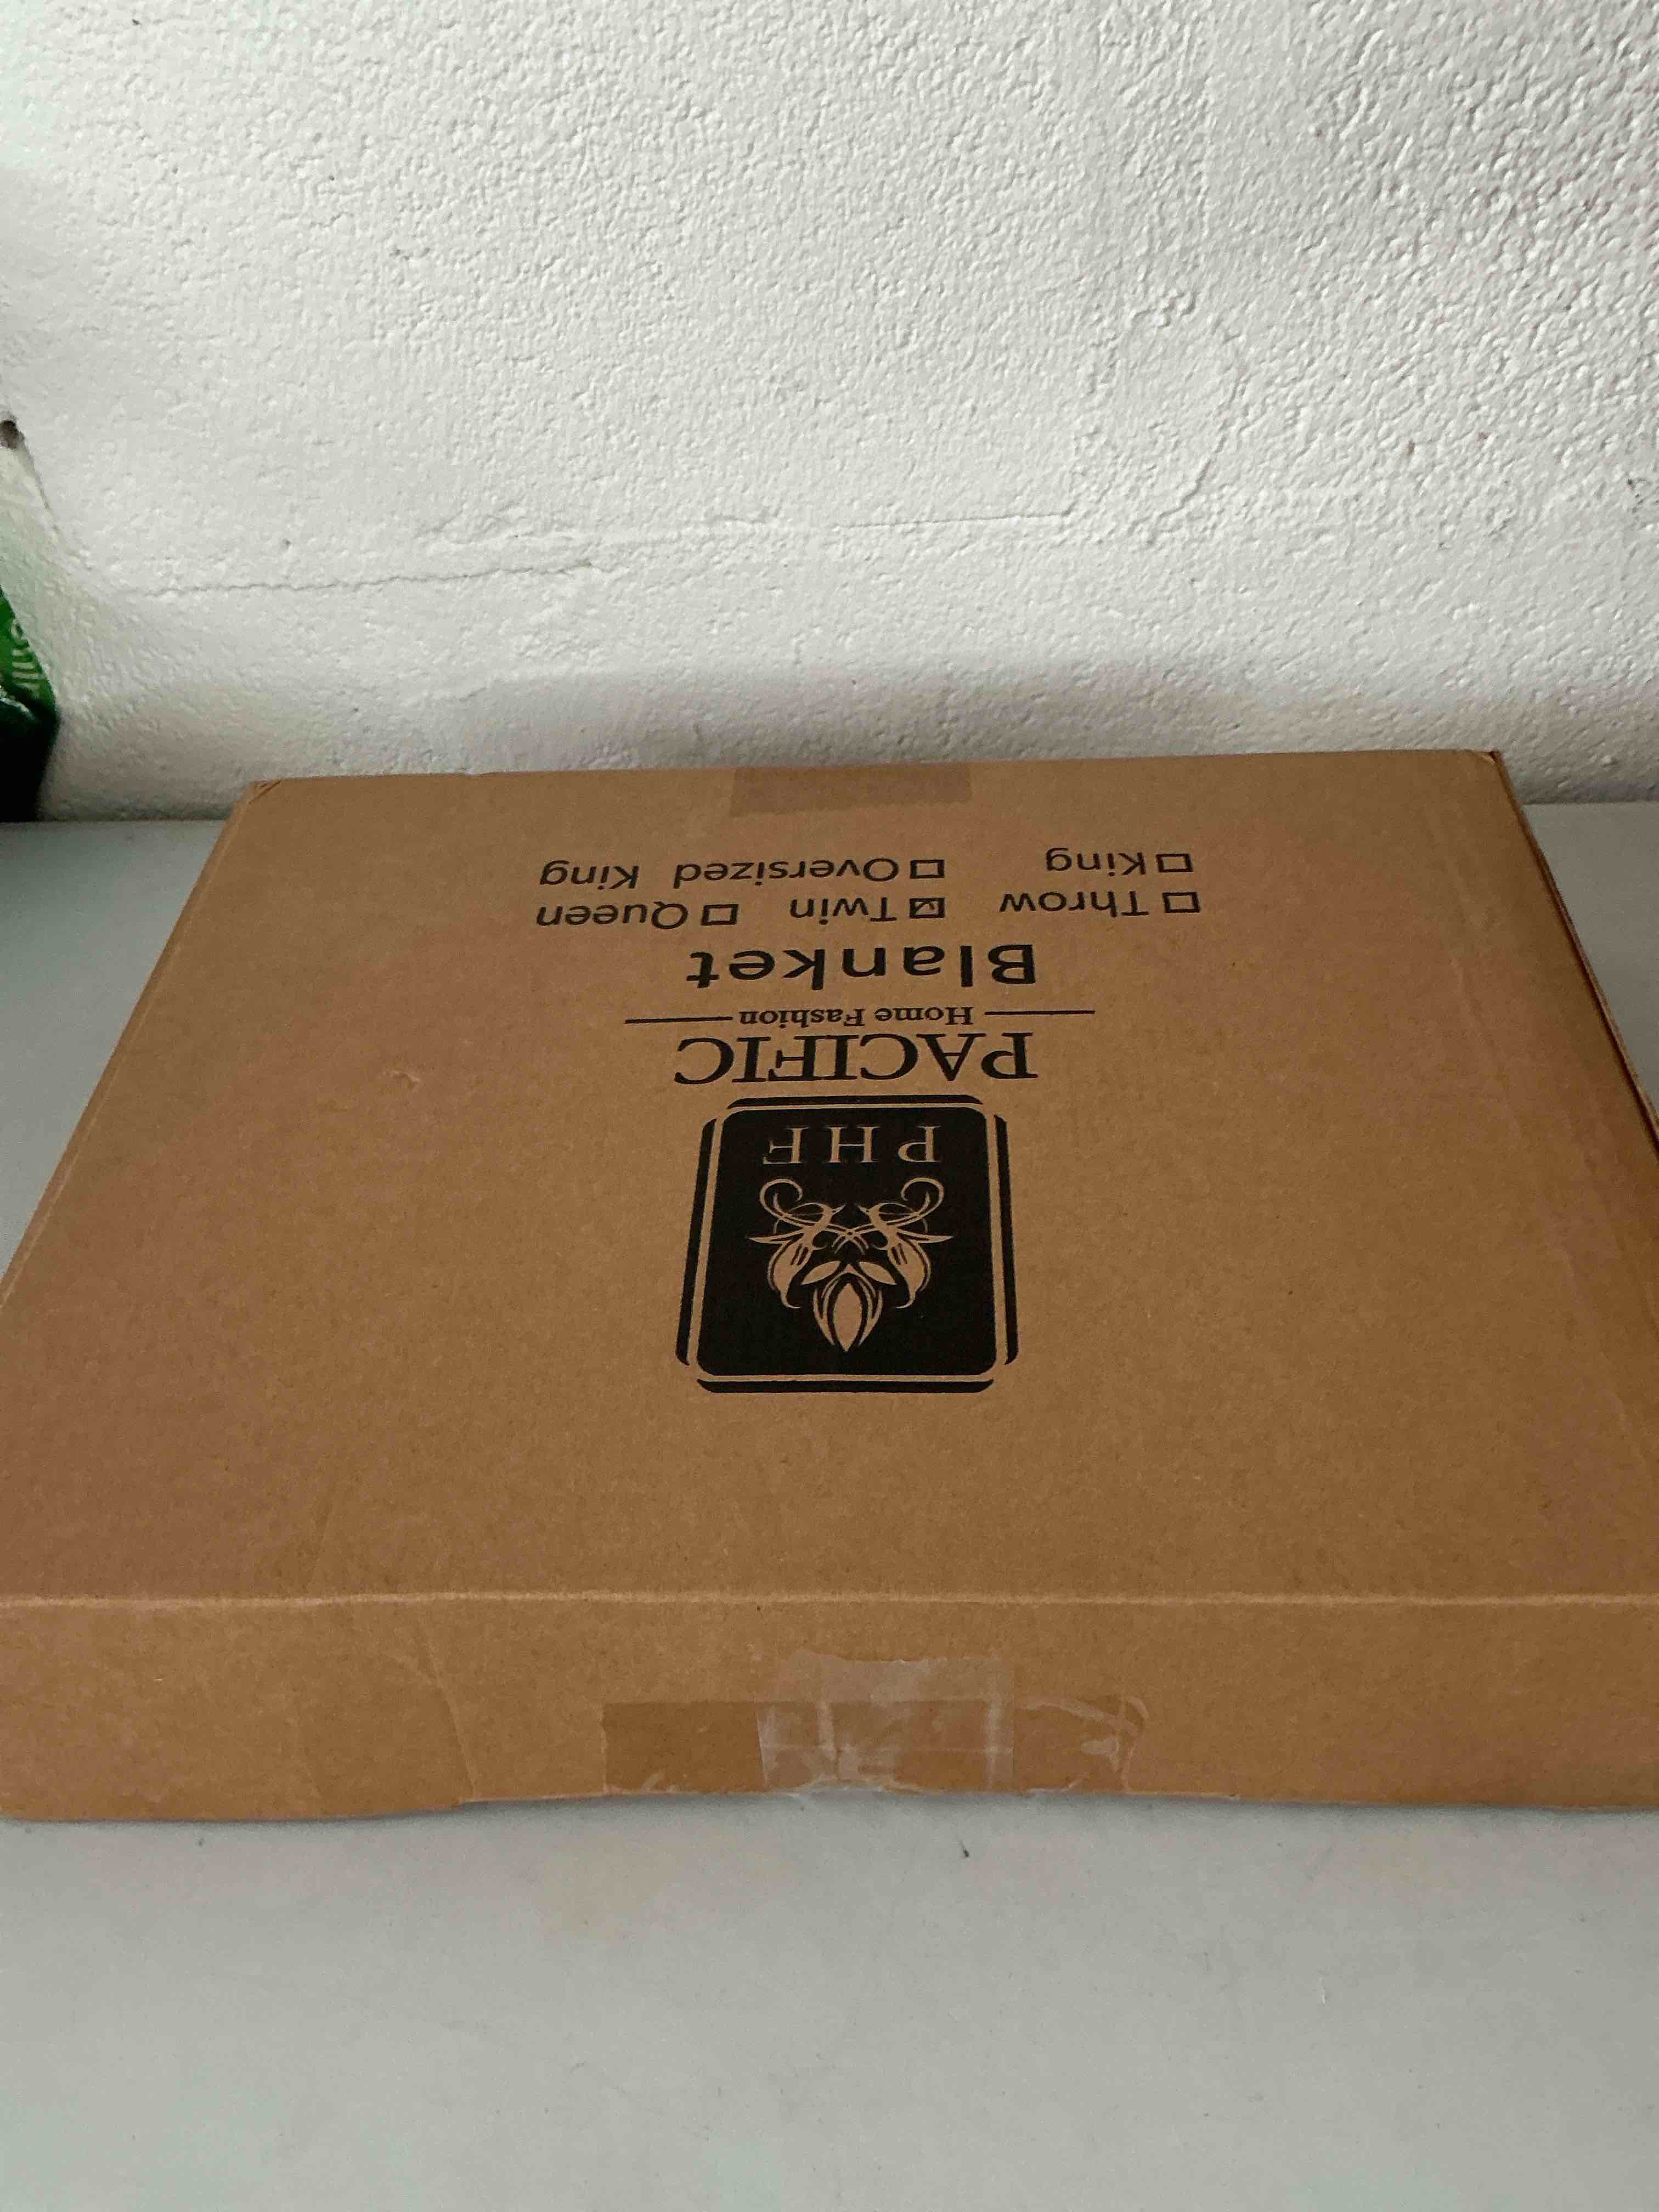 PHF
PACIFIC
Home Fashion
Blanket
☐ Throw ☑ Twin ☐ Queen
☐ King ☐ Oversized King